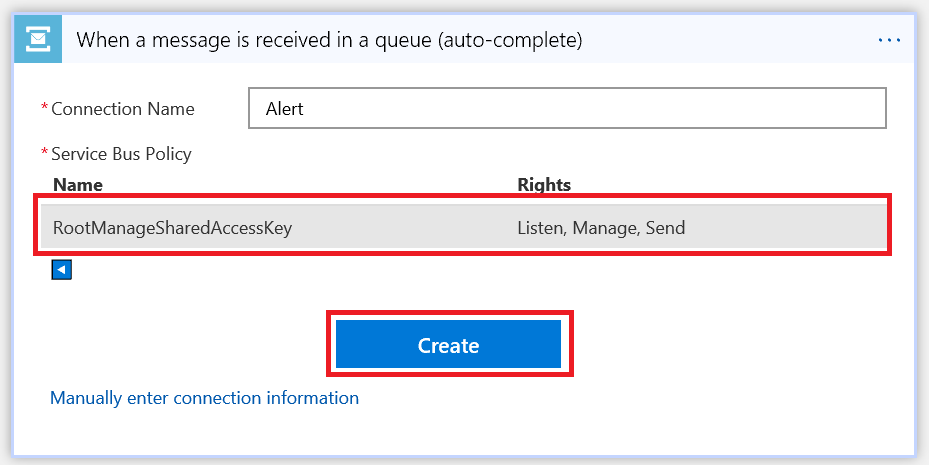 When a message is received in a queue (auto-complete) ...
*Connection Name Alert
*Service Bus Policy
Name Rights
RootManageSharedAccessKey Listen, Manage, Send
Create
Manually enter connection information